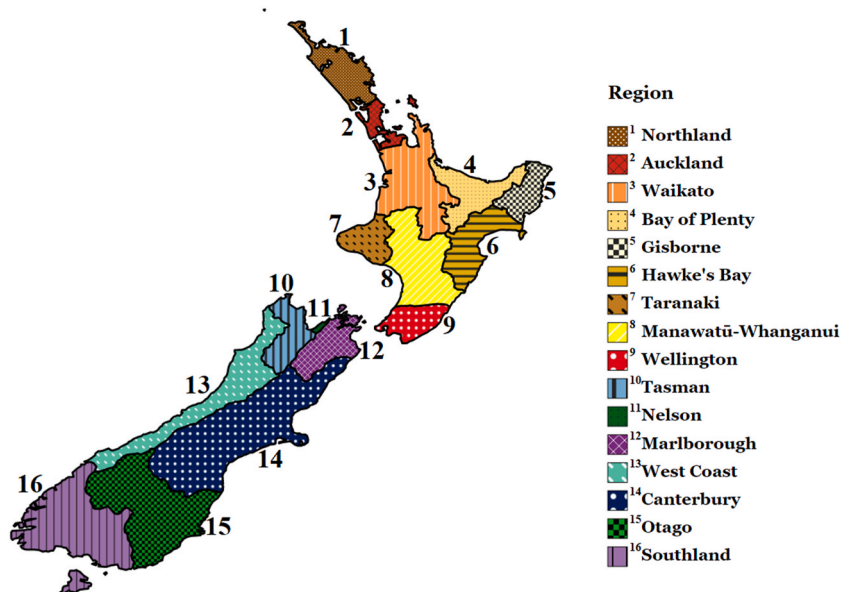 1
2
3
4
5
6
7
8
9
10
11
12
13
14
15
16
Region
1 Northland
2 Auckland
3 Waikato
4 Bay of Plenty
5 Gisborne
6 Hawke's Bay
7 Taranaki
8 Manawatū-Whanganui
9 Wellington
10 Tasman
11 Nelson
12 Marlborough
13 West Coast
14 Canterbury
15 Otago
16 Southland